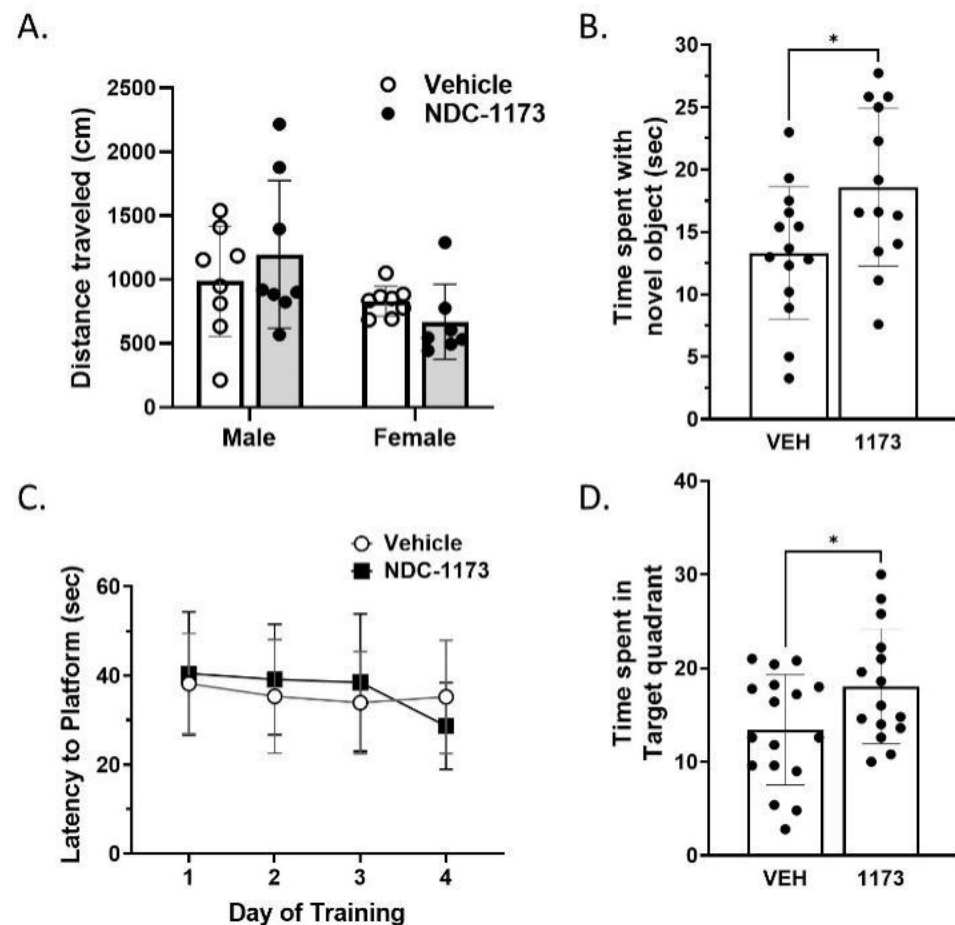 A.
Vehicle
NDC-1173
Distance traveled (cm)
2500
2000
1500
1000
500
0
Male Female
B.
*
Time spent with
novel object (sec)
30
25
20
15
10
5
0
VEH 1173
C.
Vehicle
NDC-1173
Latency to Platform (sec)
60
40
20
0
1 2 3 4
Day of Training
D.
*
Time spent in
Target quadrant
40
30
20
10
0
VEH 1173